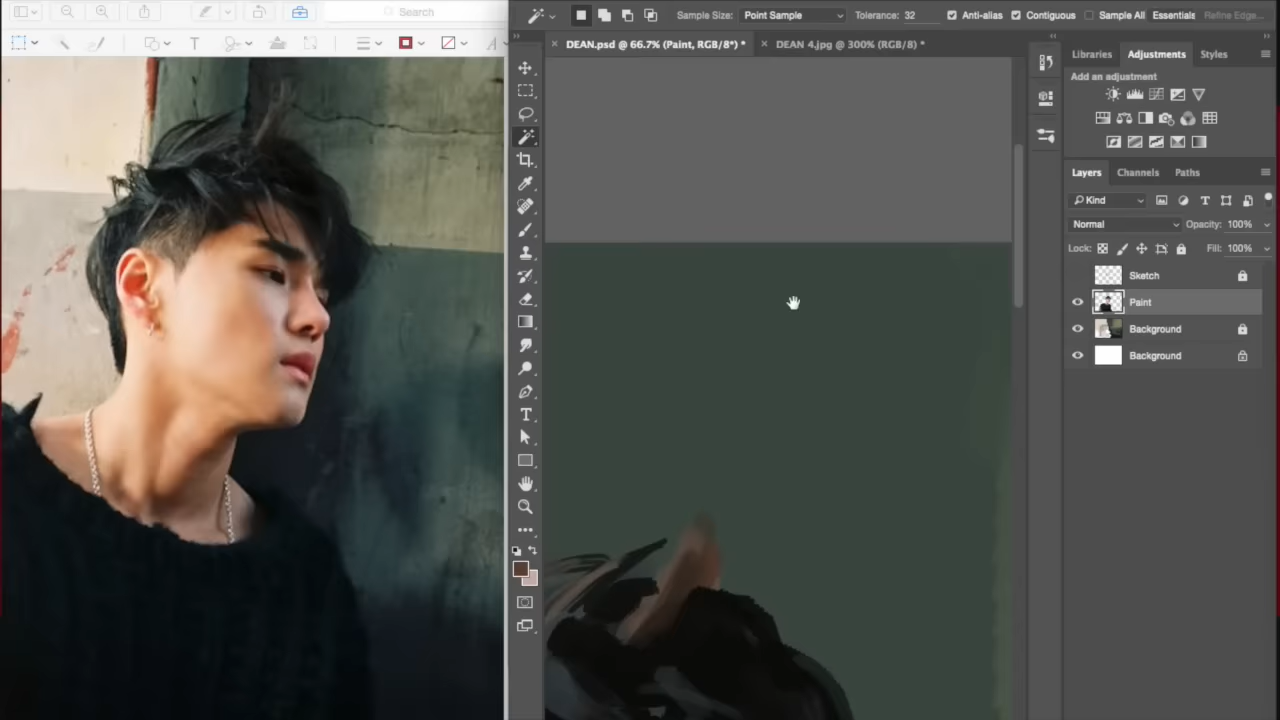 Search
Sample Size: Point Sample Tolerance: 32 Anti-alias Contiguous Sample All Essentials Refine Edge...
DEAN.psd @ 66.7% (Paint, RGB/8*) * DEAN 4.jpg @ 300% (RGB/8) *
Libraries Adjustments Styles
Add an adjustment
Layers Channels Paths
Kind
Normal Opacity: 100%
Lock: Fill: 100%
Sketch
Paint
Background
Background